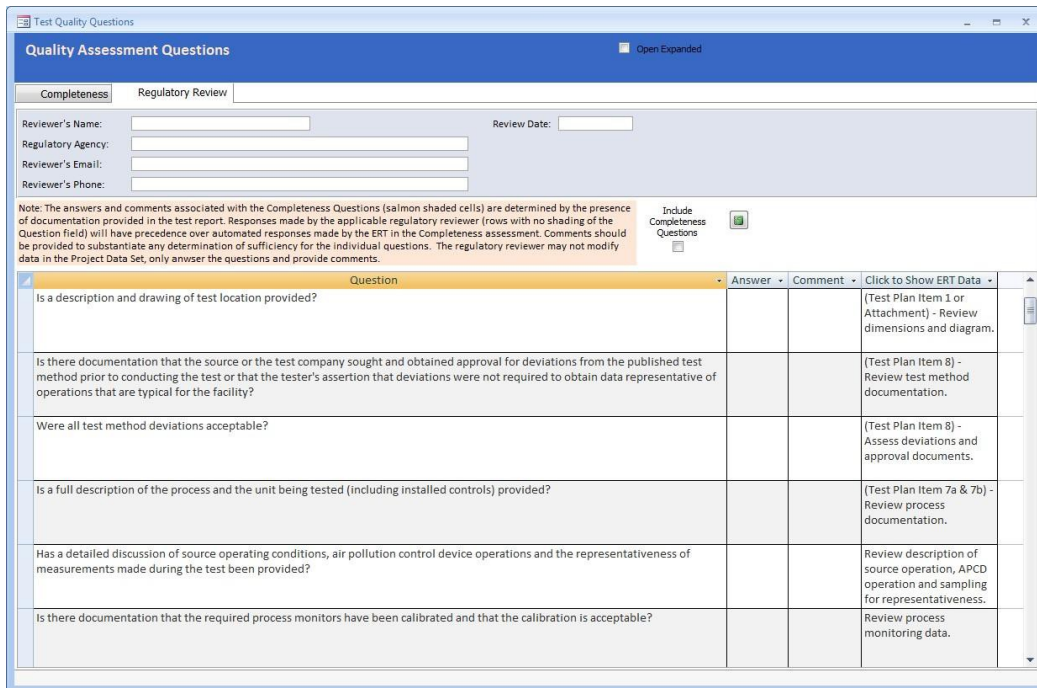 Test Quality Questions
Quality Assessment Questions
Open Expanded
Completeness
Regulatory Review
Reviewer's Name:
Review Date:
Regulatory Agency:
Reviewer's Email:
Reviewer's Phone:
Note: The answers and comments associated with the Completeness Questions (salmon shaded cells) are determined by the presence
of documentation provided in the test report. Responses made by the applicable regulatory reviewer (rows with no shading of the
Question field) will have precedence over automated responses made by the ERT in the Completeness assessment. Comments should
be provided to substantiate any determination of sufficiency for the individual questions. The regulatory reviewer may not modify
data in the Project Data Set, only anwser the questions and provide comments.
Include
Completeness
Questions
Question
Answer
Comment
Click to Show ERT Data
Is a description and drawing of test location provided?
(Test Plan Item 1 or
Attachment) - Review
dimensions and diagram.
Is there documentation that the source or the test company sought and obtained approval for deviations from the published test
method prior to conducting the test or that the tester's assertion that deviations were not required to obtain data representative of
operations that are typical for the facility?
(Test Plan Item 8) -
Review test method
documentation.
Were all test method deviations acceptable?
(Test Plan Item 8) -
Assess deviations and
approval documents.
Is a full description of the process and the unit being tested (including installed controls) provided?
(Test Plan Item 7a & 7b) -
Review process
documentation.
Has a detailed discussion of source operating conditions, air pollution control device operations and the representativeness of
measurements made during the test been provided?
Review description of
source operation, APCD
operation and sampling
for representativeness.
Is there documentation that the required process monitors have been calibrated and that the calibration is acceptable?
Review process
monitoring data.